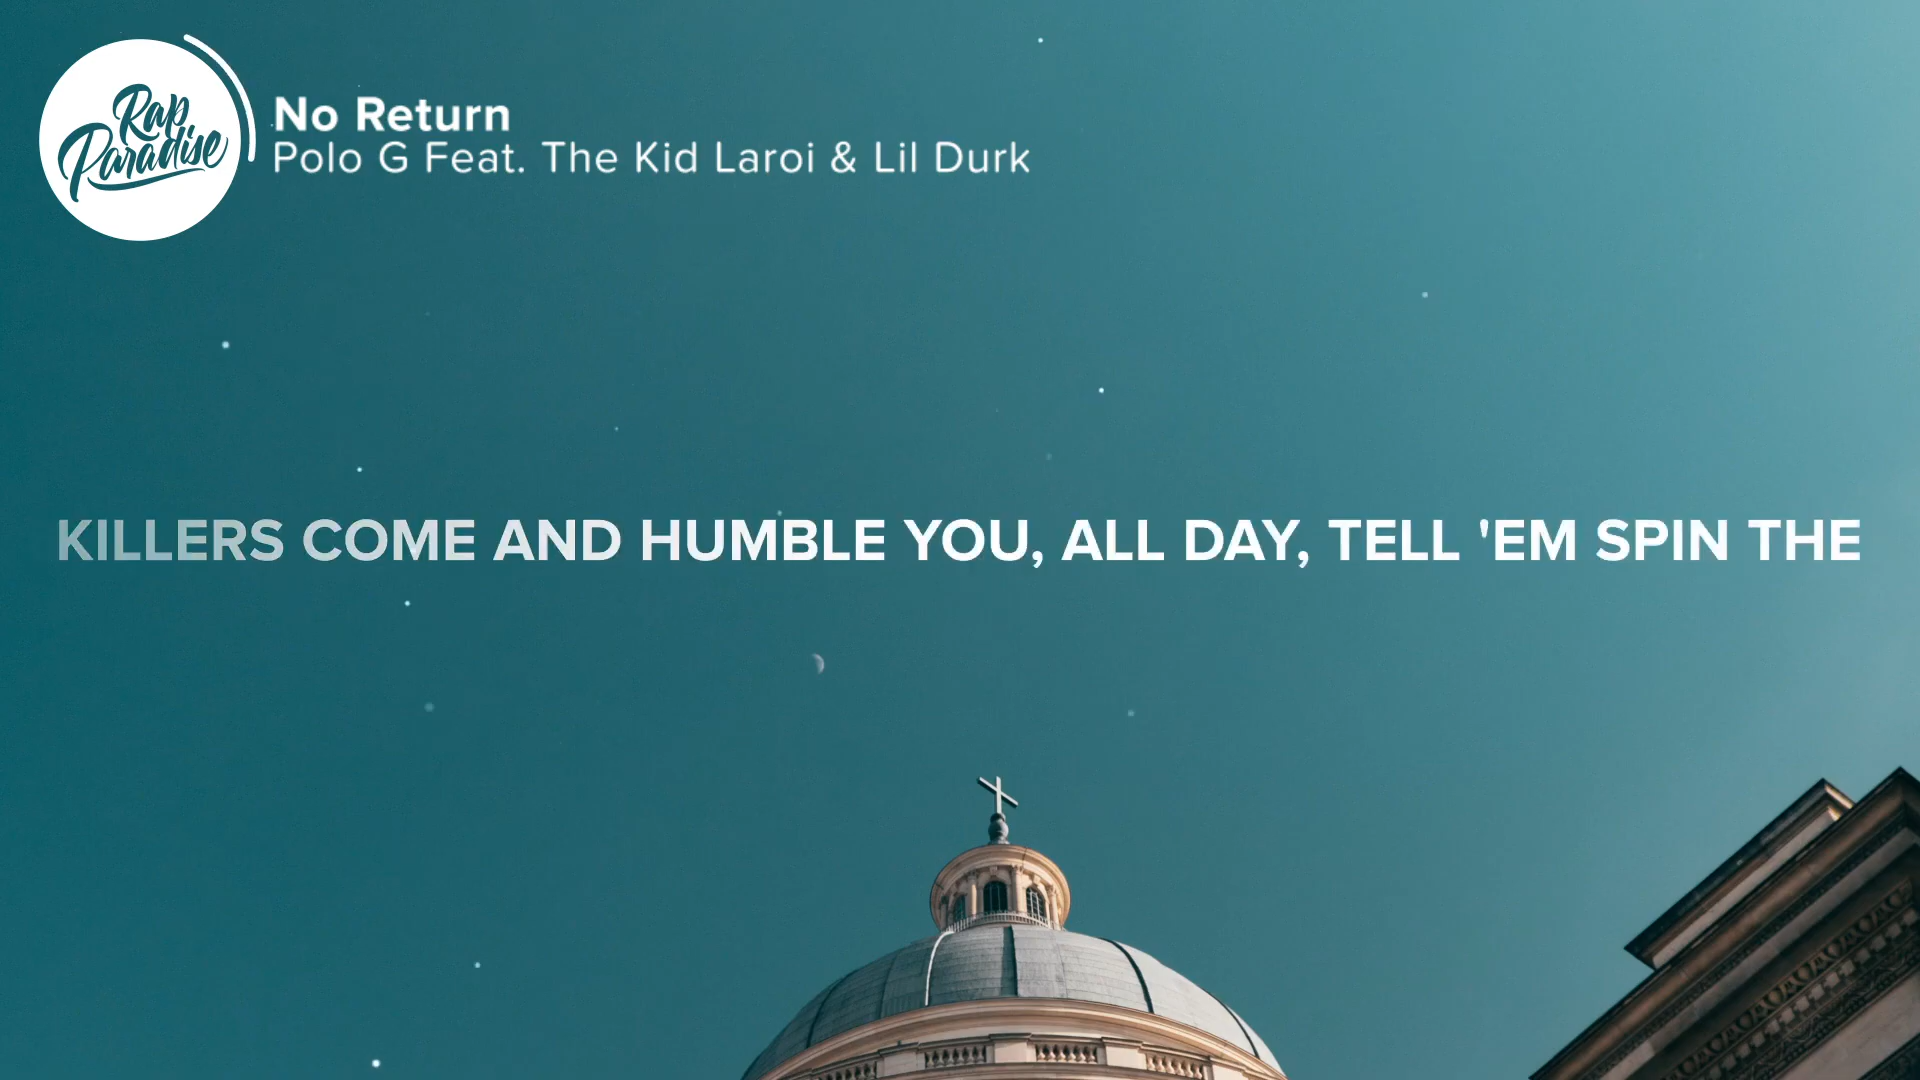 Rap
Paradise
No Return
Polo G Feat. The Kid Laroi & Lil Durk
KILLERS COME AND HUMBLE YOU, ALL DAY, TELL 'EM SPIN THE